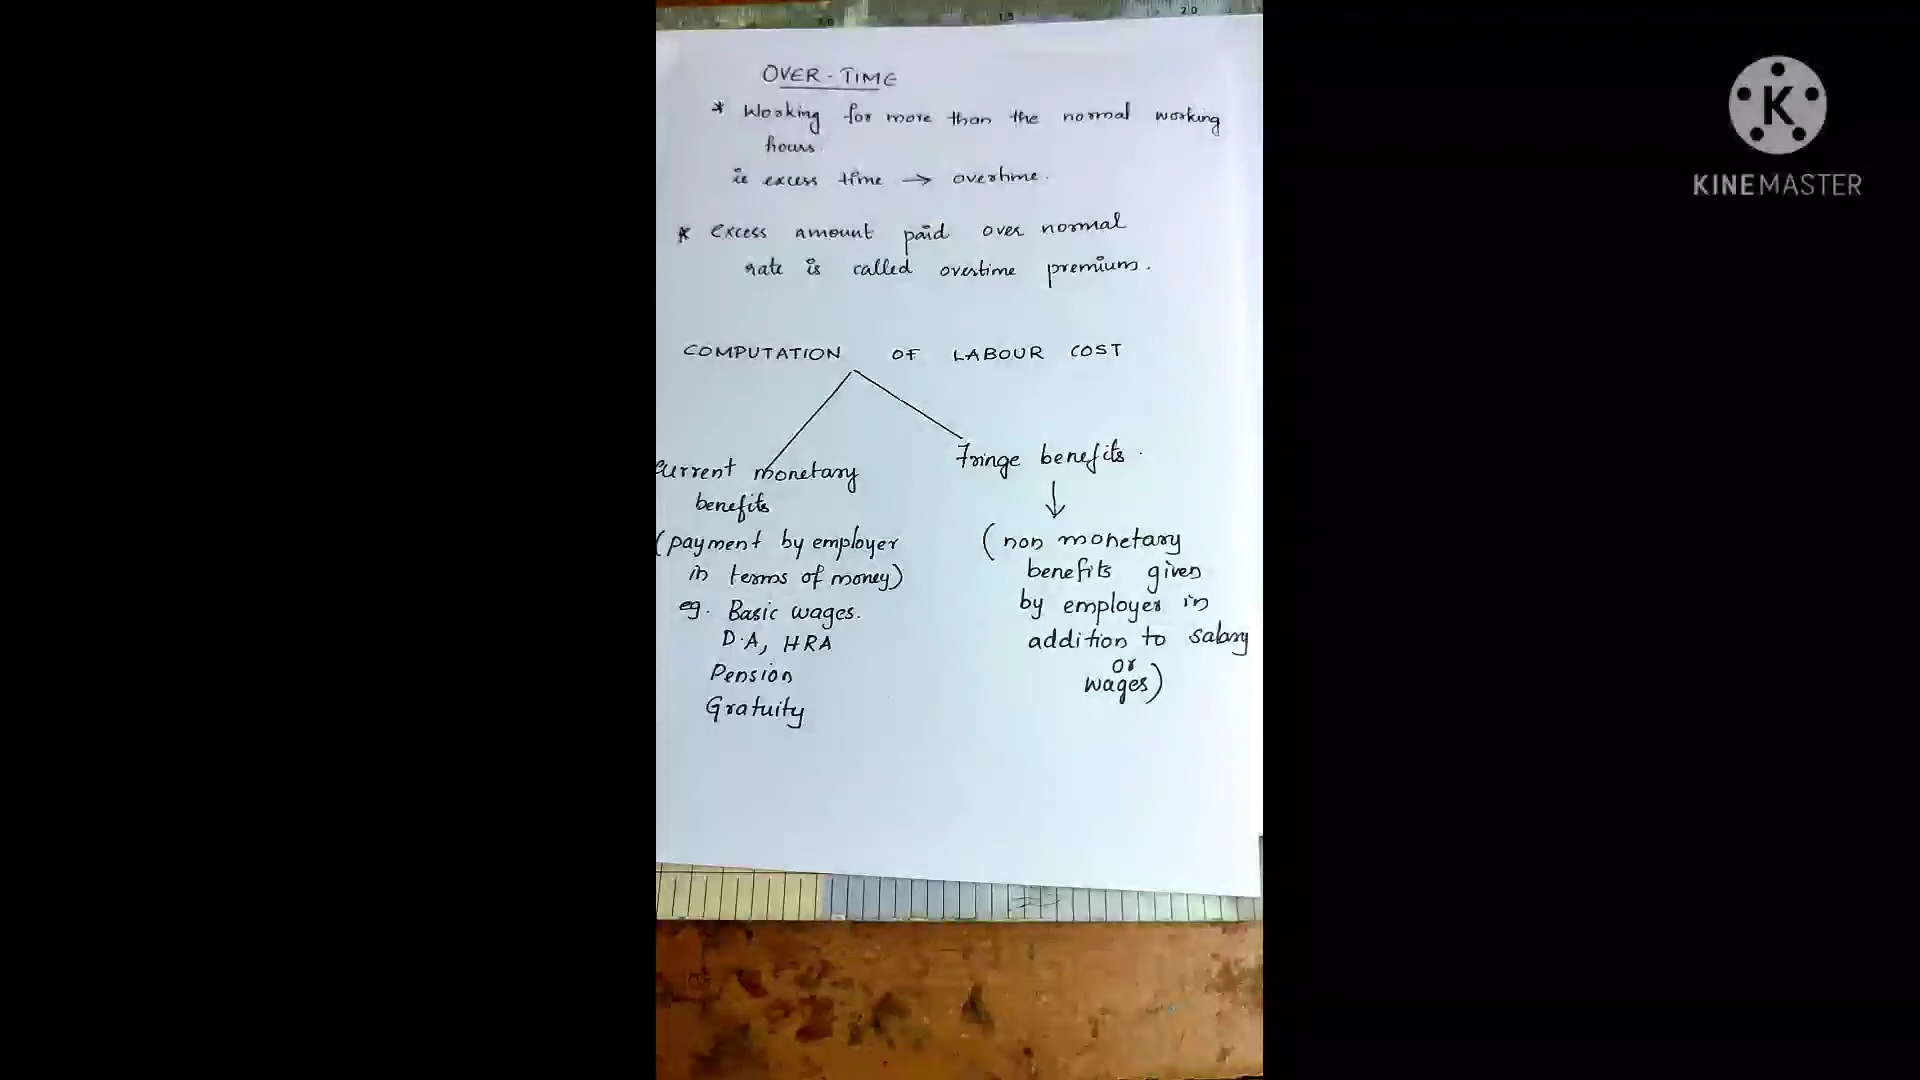 OVER-TIME
* Working for more than the normal working
hours.
ie excess time → overtime.
* Excess amount paid over normal
rate is called overtime premium.
COMPUTATION OF LABOUR COST
Current monetary
benefits
(payment by employer
in terms of money)
eg. Basic wages.
D.A, HRA
Pension
Gratuity
Fringe benefits.
↓
(non monetary
benefits given
by employer in
addition to salary
or
wages)
K
KINEMASTER
15
20